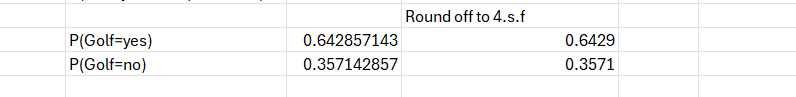 Round off to 4.s.f
P(Golf=yes) 0.642857143 0.6429
P(Golf=no) 0.357142857 0.3571